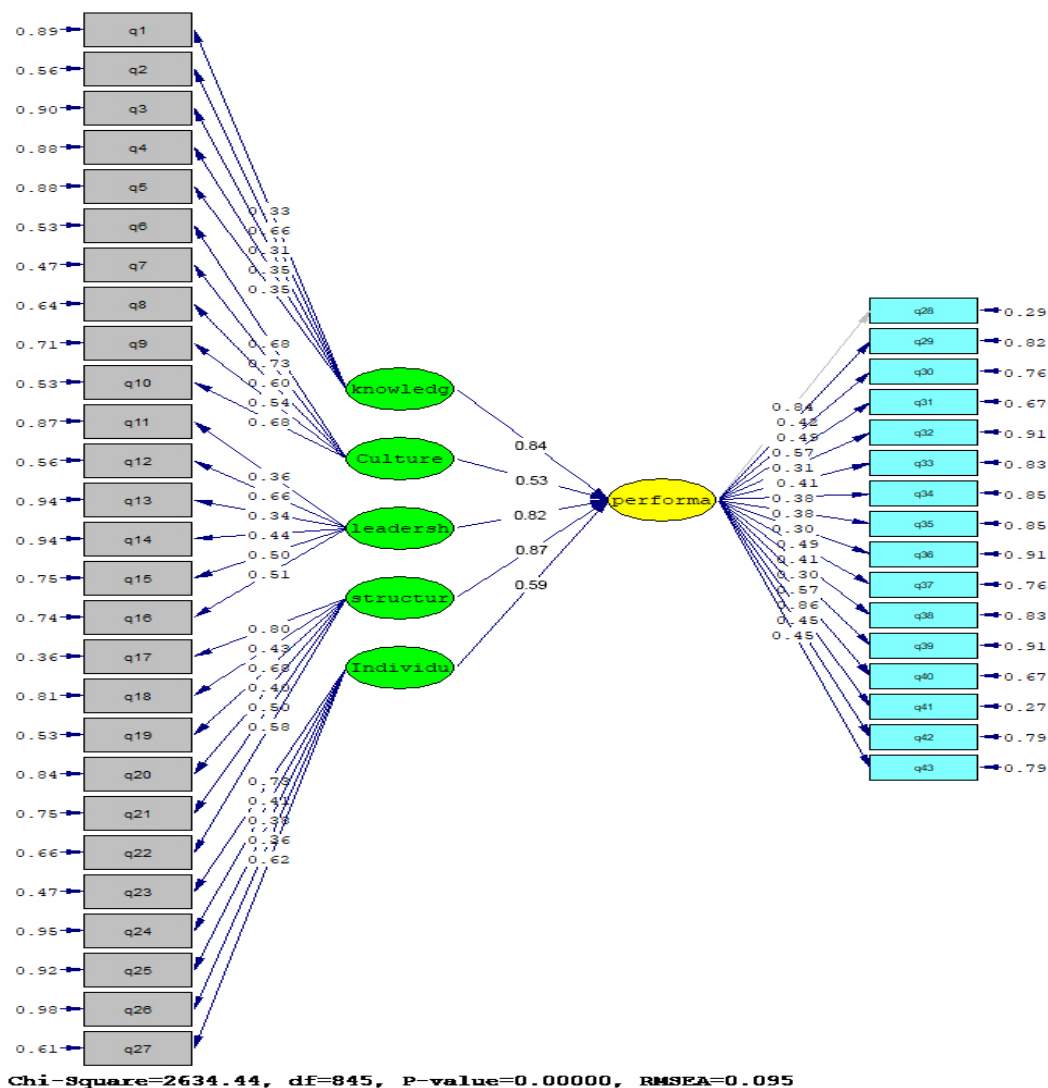 0.89 q1
0.56 q2
0.90 q3
0.88 q4
0.88 q5
0.53 q6
0.47 q7
0.64 q8
0.71 q9
0.53 q10
0.87 q11
0.56 q12
0.94 q13
0.94 q14
0.75 q15
0.74 q16
0.36 q17
0.81 q18
0.53 q19
0.84 q20
0.75 q21
0.66 q22
0.47 q23
0.95 q24
0.92 q25
0.98 q26
0.61 q27
0.33
0.66
0.31
0.35
0.35
0.68
0.73
0.60
0.54
0.68
0.36
0.66
0.34
0.44
0.50
0.51
0.80
0.43
0.68
0.40
0.50
0.58
0.73
0.41
0.38
0.36
0.62
knowledg
Culture
leadersh
structur
Individu
0.84
0.53
0.82
0.87
0.59
performa
0.84
0.42
0.49
0.57
0.31
0.41
0.38
0.38
0.30
0.49
0.41
0.30
0.57
0.86
0.45
0.45
q28 0.29
q29 0.82
q30 0.76
q31 0.67
q32 0.91
q33 0.83
q34 0.85
q35 0.85
q36 0.91
q37 0.76
q38 0.83
q39 0.91
q40 0.67
q41 0.27
q42 0.79
q43 0.79
Chi-Square=2634.44, df=845, P-value=0.00000, RMSEA=0.095